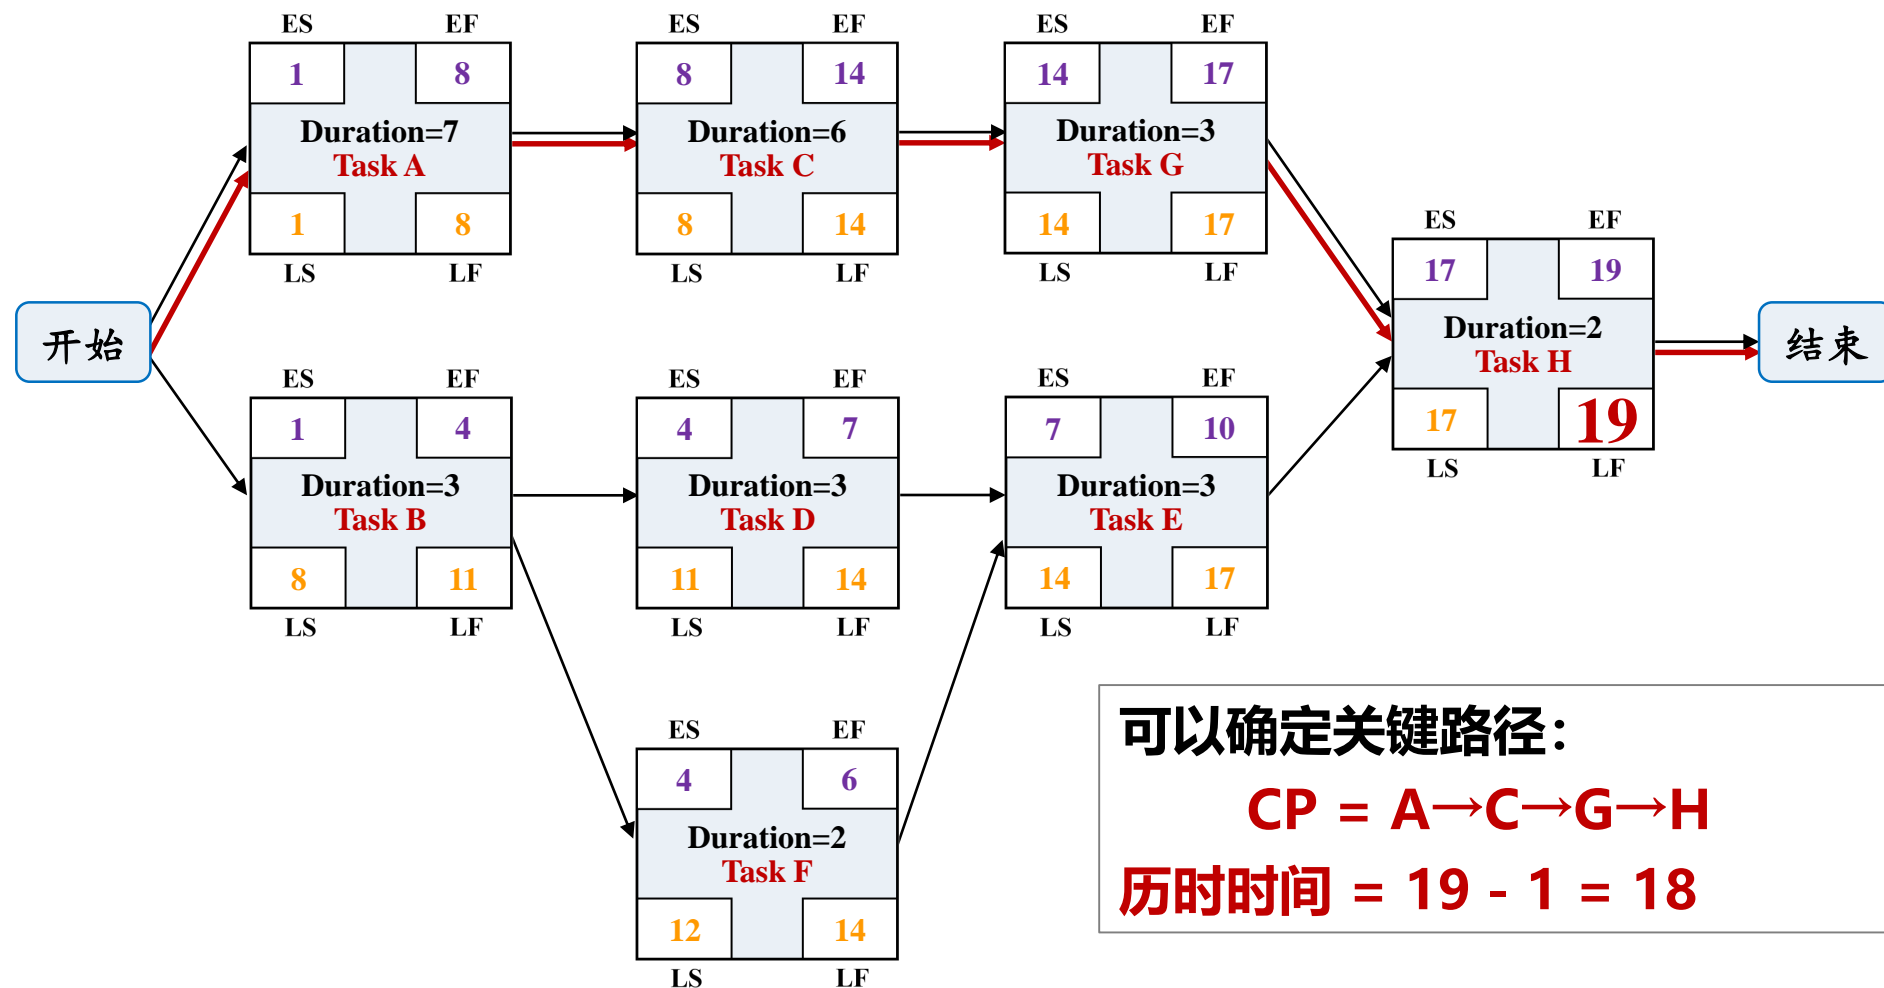 ES EF ES EF ES EF
1 8 8 14 14 17
Duration=7 Duration=6 Duration=3
Task A Task C Task G
1 8 8 14 14 17
LS LF LS LF LS LF
ES EF
17 19
开始 Duration=2 结束
Task H
17 19
LS LF
ES EF ES EF ES EF
1 4 4 7 7 10
Duration=3 Duration=3 Duration=3
Task B Task D Task E
8 11 11 14 14 17
LS LF LS LF LS LF
ES EF
4 6
Duration=2
Task F
12 14
LS LF
可以确定关键路径:
CP = A→C→G→H
历时时间 = 19 - 1 = 18